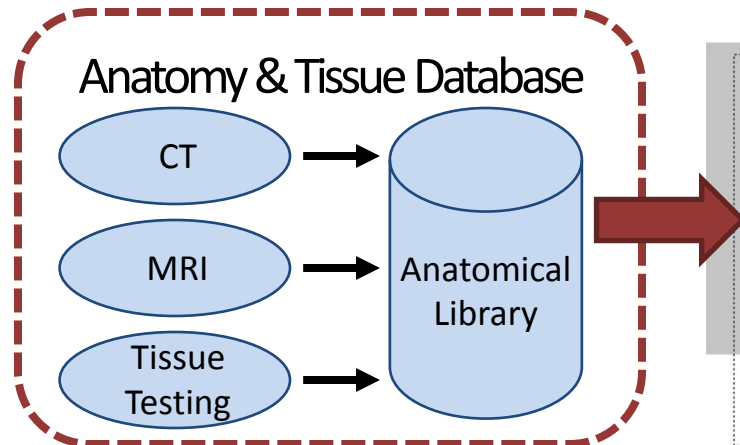 Anatomy & Tissue Database
CT
MRI
Tissue
Testing
Anatomical
Library